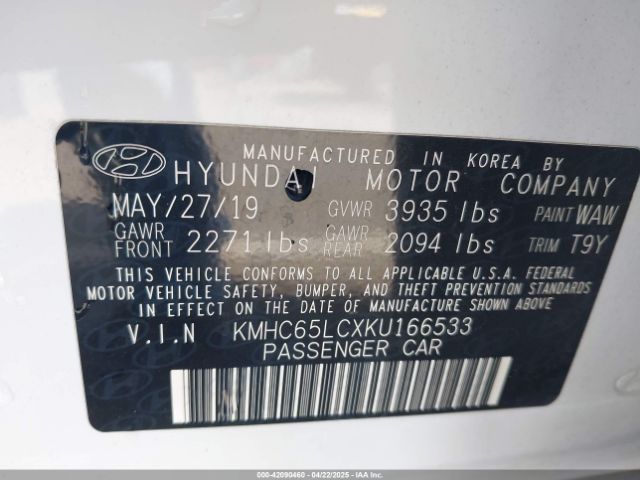 MANUFACTURED IN KOREA BY
HYUNDAI MOTOR COMPANY
MAY/27/19 GVWR 3935 lbs PAINT WAW
GAWR FRONT 2271 lbs GAWR REAR 2094 lbs TRIM T9Y
THIS VEHICLE CONFORMS TO ALL APPLICABLE U.S.A. FEDERAL
MOTOR VEHICLE SAFETY, BUMPER, AND THEFT PREVENTION STANDARDS
IN EFFECT ON THE DATE OF MANUFACTURE SHOWN ABOVE.
V.I.N KMHC65LCXKU166533
PASSENGER CAR
000-42090460 - 04/22/2025 - IAAI.COM